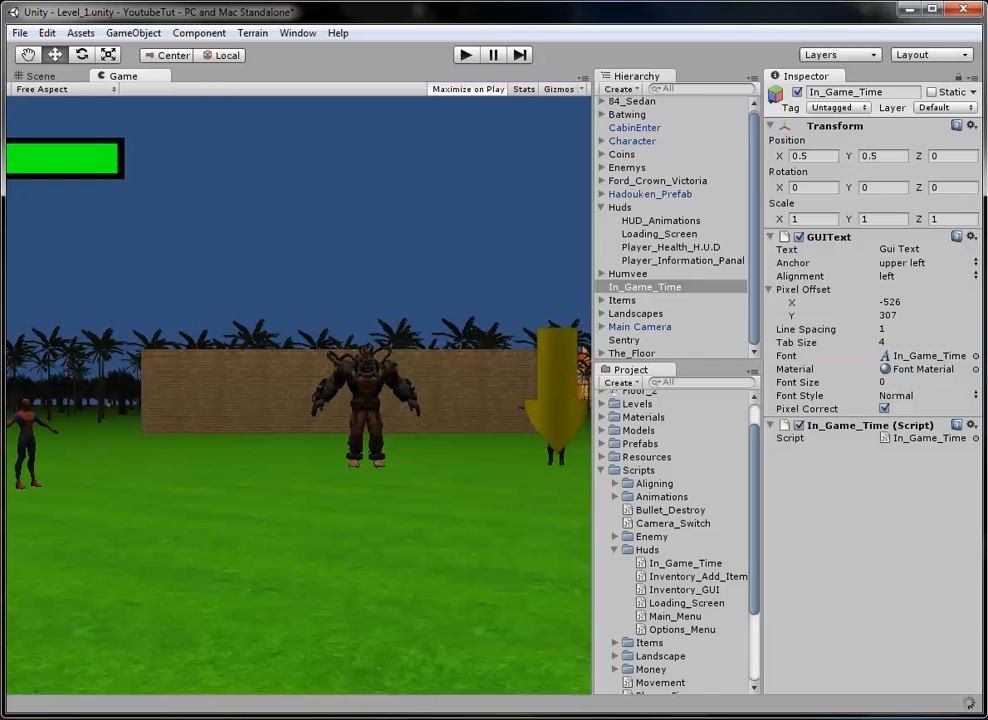 Unity - Level_1.unity - YoutubeTut - PC and Mac Standalone*
File Edit Assets GameObject Component Terrain Window Help
Center Local Layers Layout
Scene Game
Free Aspect Maximize on Play Stats Gizmos
Hierarchy
Create All
84_Sedan
Batwing
CabinEnter
Character
Coins
Enemys
Ford_Crown_Victoria
Hadouken_Prefab
Huds
HUD_Animations
Loading_Screen
Player_Health_H.U.D
Player_Information_Panal
Humvee
In_Game_Time
Items
Landscapes
Main Camera
Sentry
The_Floor
Project
Create All
Floor_2
Levels
Materials
Models
Prefabs
Resources
Scripts
Aligning
Animations
Bullet_Destroy
Camera_Switch
Enemy
Huds
In_Game_Time
Inventory_Add_Item
Inventory_GUI
Loading_Screen
Main_Menu
Options_Menu
Items
Landscape
Money
Movement
Inspector
In_Game_Time Static
Tag Untagged Layer Default
Transform
Position
X 0.5 Y 0.5 Z 0
Rotation
X 0 Y 0 Z 0
Scale
X 1 Y 1 Z 1
GUIText
Text Gui Text
Anchor upper left
Alignment left
Pixel Offset
X -526
Y 307
Line Spacing 1
Tab Size 4
Font In_Game_Time
Material Font Material
Font Size 0
Font Style Normal
Pixel Correct
In_Game_Time (Script)
Script In_Game_Time